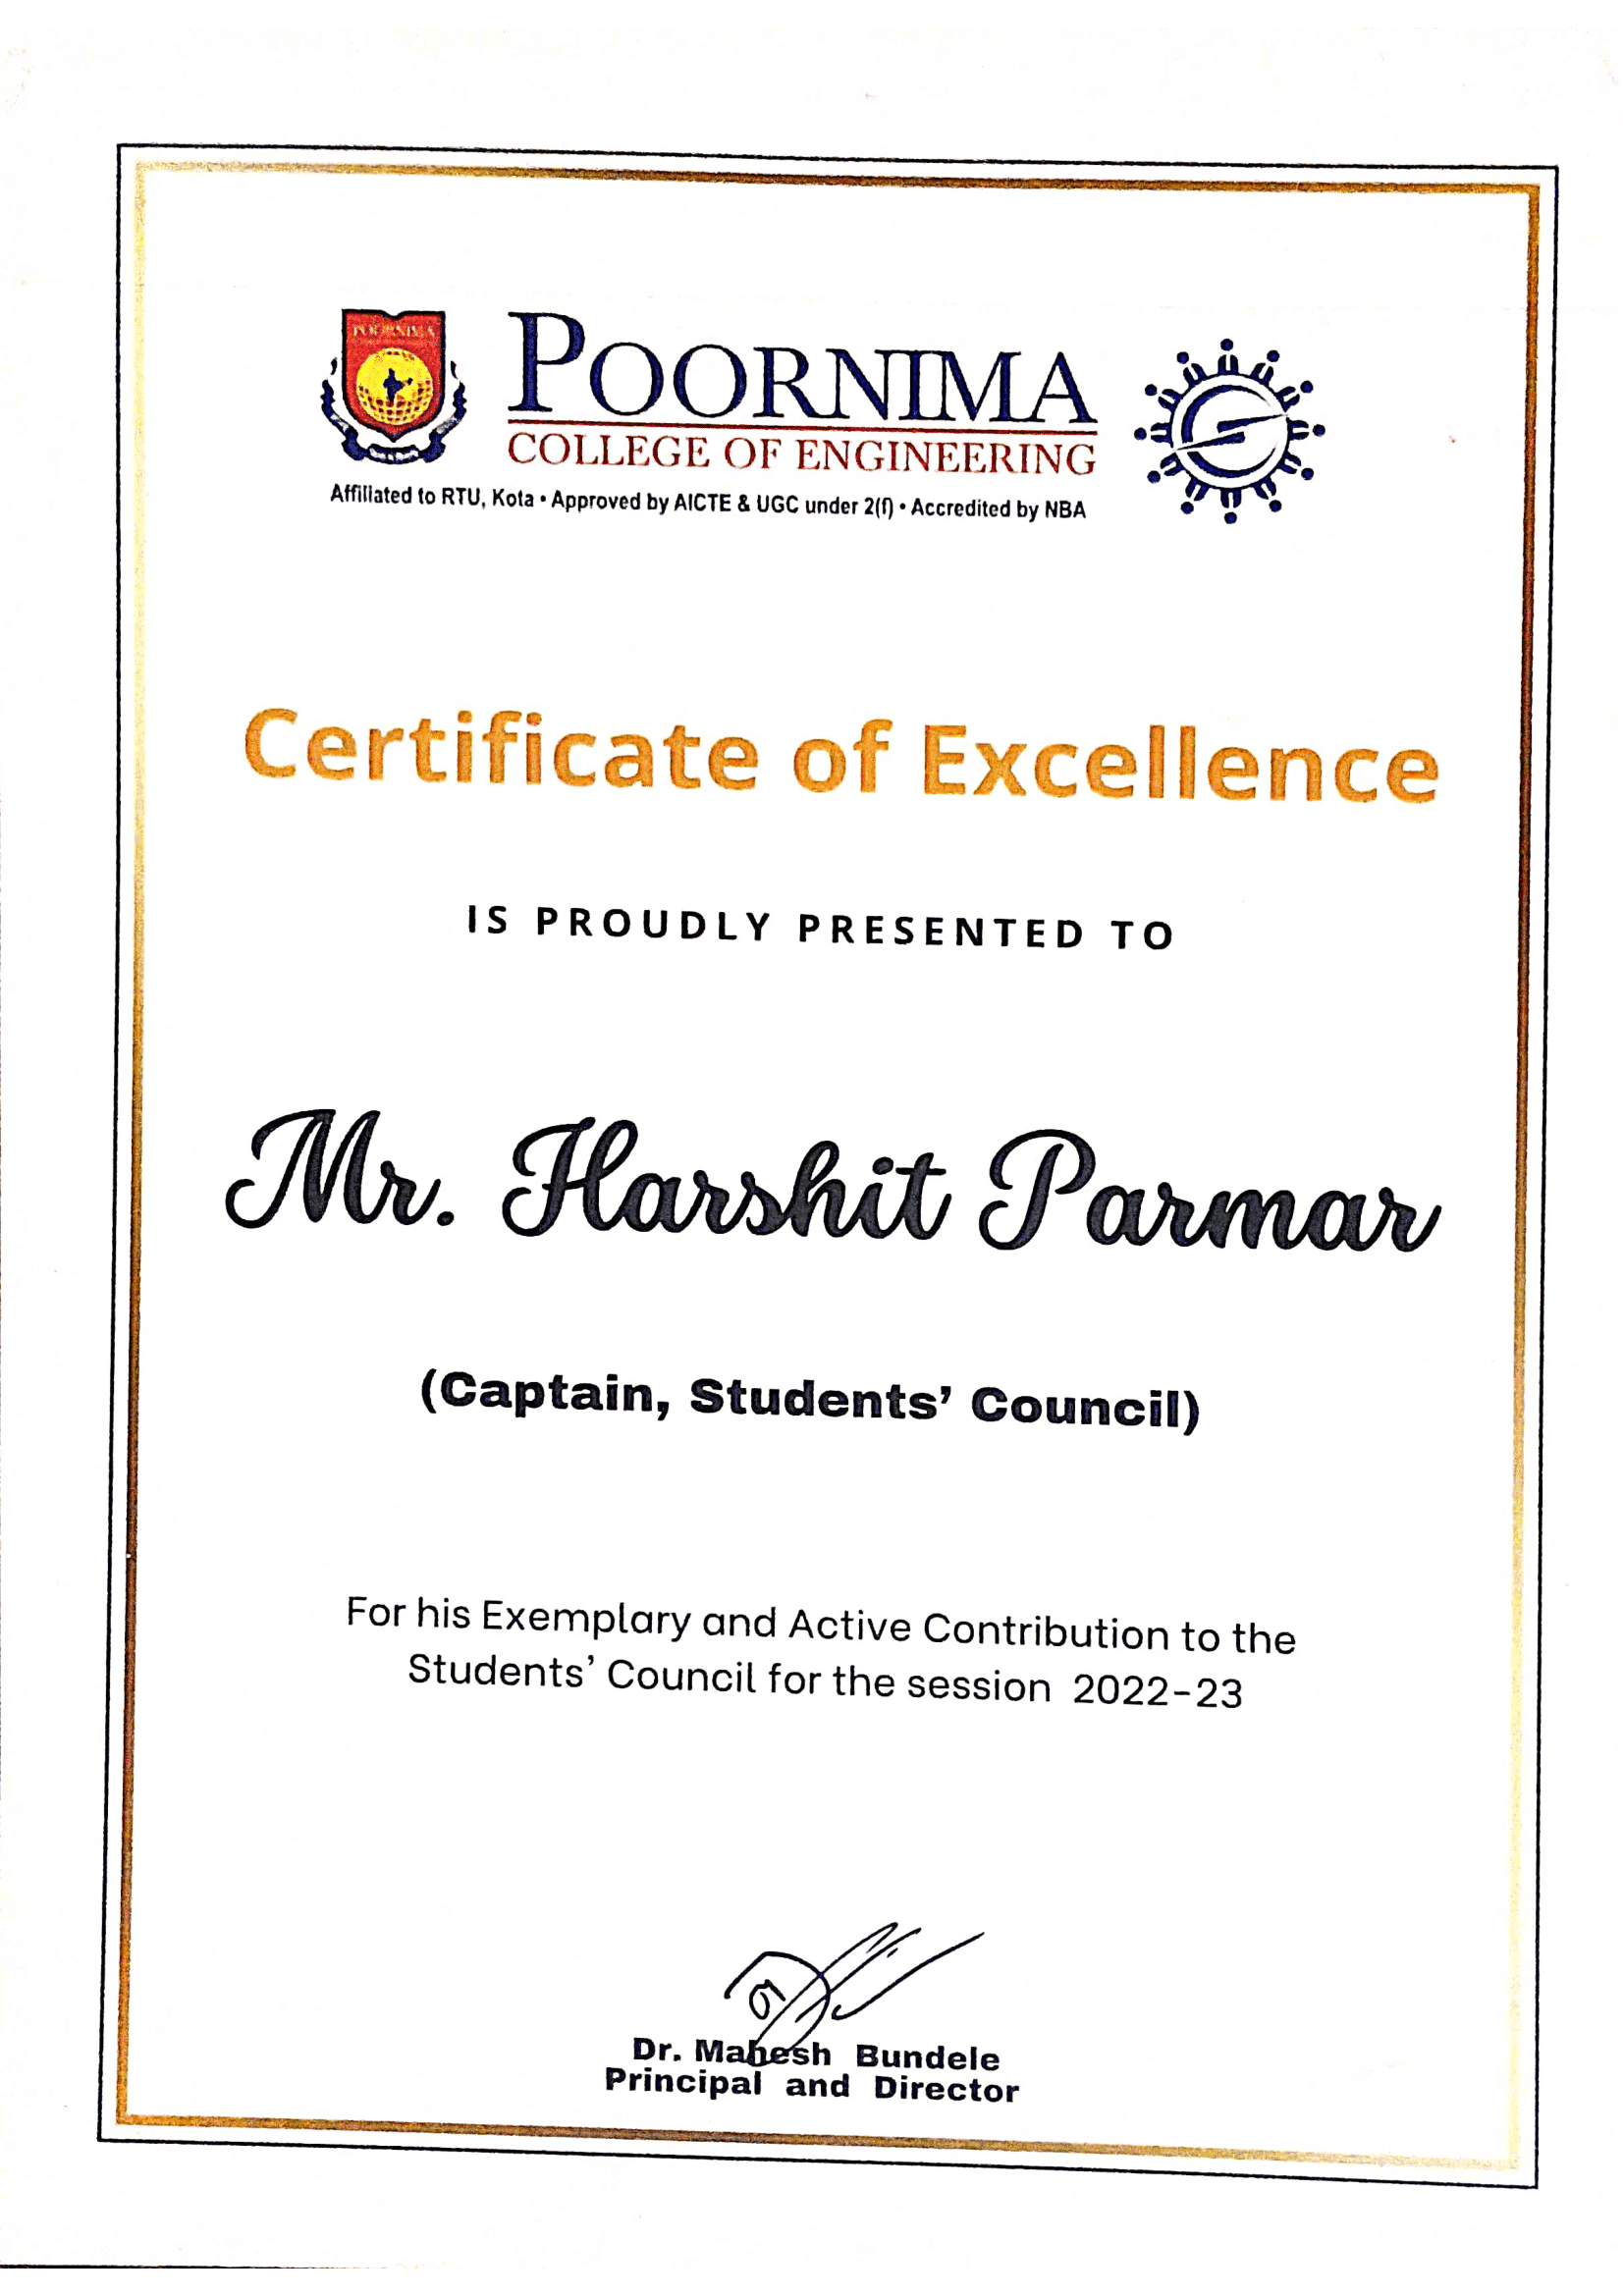 POORNIMA
POORNIMA
COLLEGE OF ENGINEERING
Affiliated to RTU, Kota • Approved by AICTE & UGC under 2(f) • Accredited by NBA
Certificate of Excellence
IS PROUDLY PRESENTED TO
Mr. Harshit Parmar
(Captain, Students’ Council)
For his Exemplary and Active Contribution to the
Students’ Council for the session 2022-23
Dr. Mahesh Bundele
Principal and Director